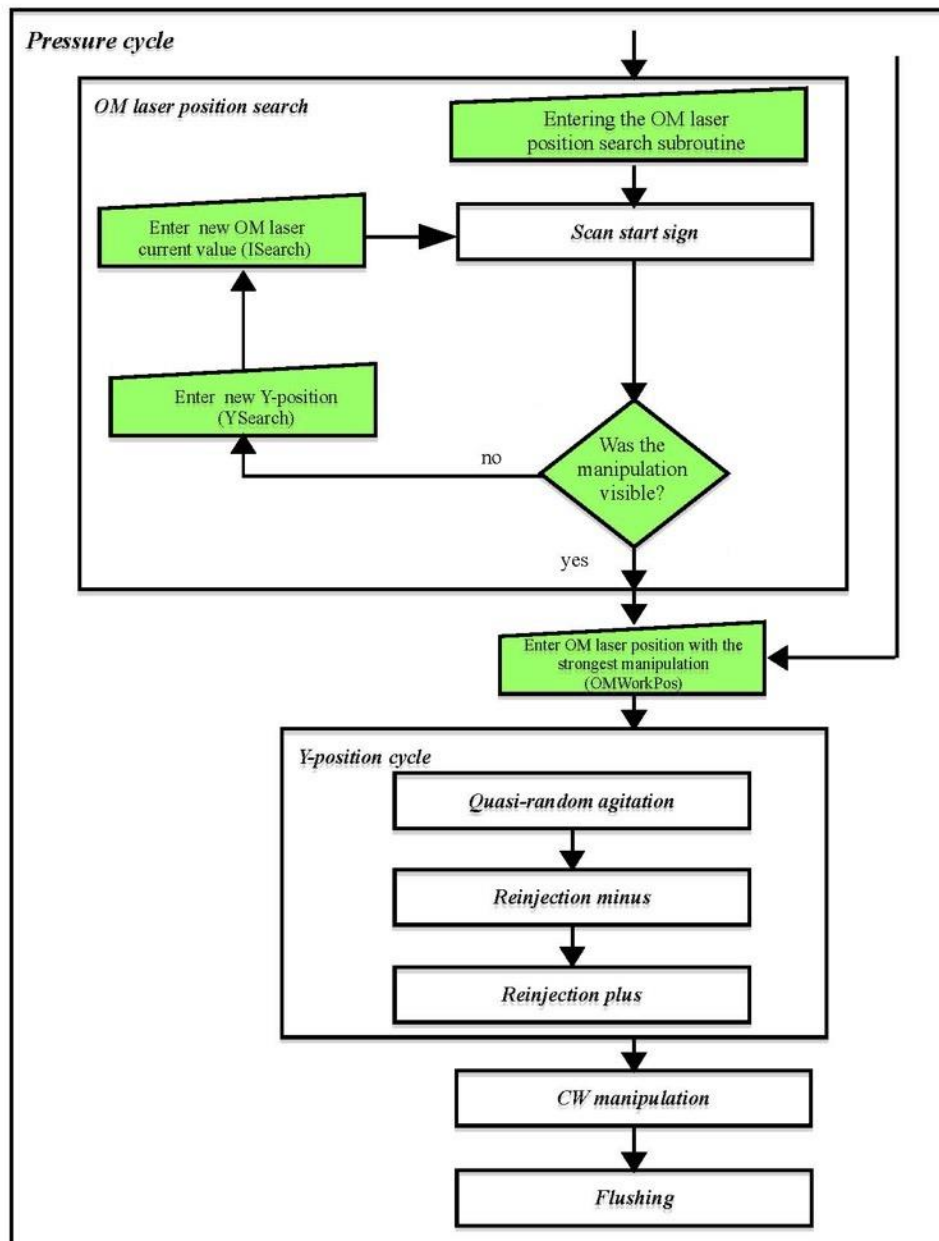 Pressure cycle
OM laser position search
Entering the OM laser
position search subroutine
Enter new OM laser
current value (ISearch)
Scan start sign
Enter new Y-position
(YSearch)
Was the
manipulation
visible?
no
yes
Enter OM laser position with the
strongest manipulation
(OMWorkPos)
Y-position cycle
Quasi-random agitation
Reinjection minus
Reinjection plus
CW manipulation
Flushing